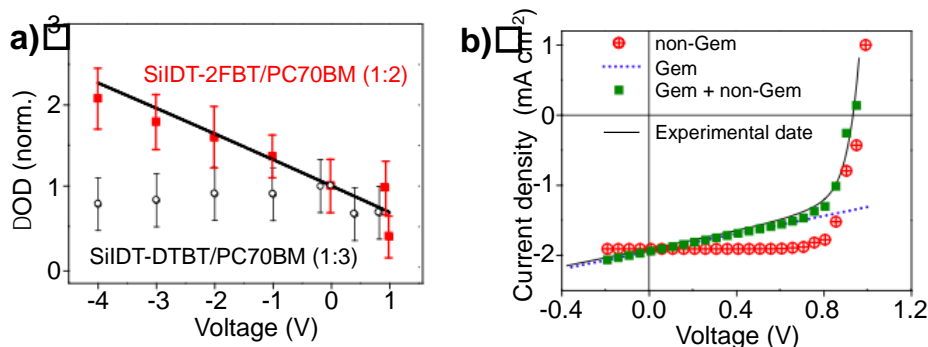 a)
3
2
1
0
DOD (norm.)
SiIDT-2FBT/PC70BM (1:2)
SiIDT-DTBT/PC70BM (1:3)
-4 -3 -2 -1 0 1
Voltage (V)
b)
Current density (mA cm-2)
1
0
-1
-2
non-Gem
Gem
Gem + non-Gem
Experimental date
-0.4 0.0 0.4 0.8 1.2
Voltage (V)